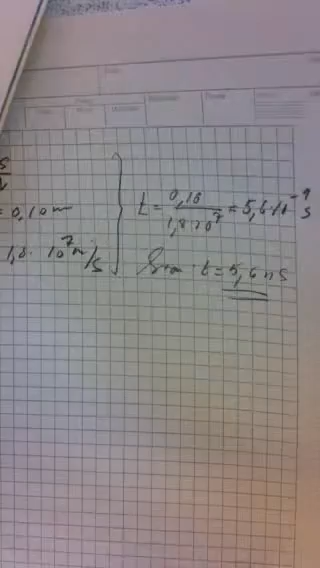 s
= 0,10 m
1,8 · 10⁷ m/s
t = 0,10 / 1,8·10⁷ = 5,6·10⁻⁹ s
t = 5,6 ns